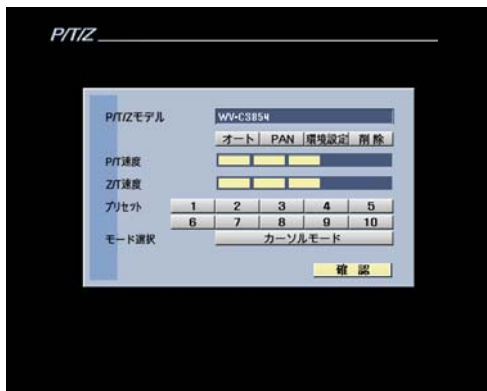 P/T/Z
P/T/Zモデル WV-CS854
オート PAN 環境設定 削除
P/T速度
Z/T速度
プリセット 1 2 3 4 5
6 7 8 9 10
モード選択 カーソルモード
確 認